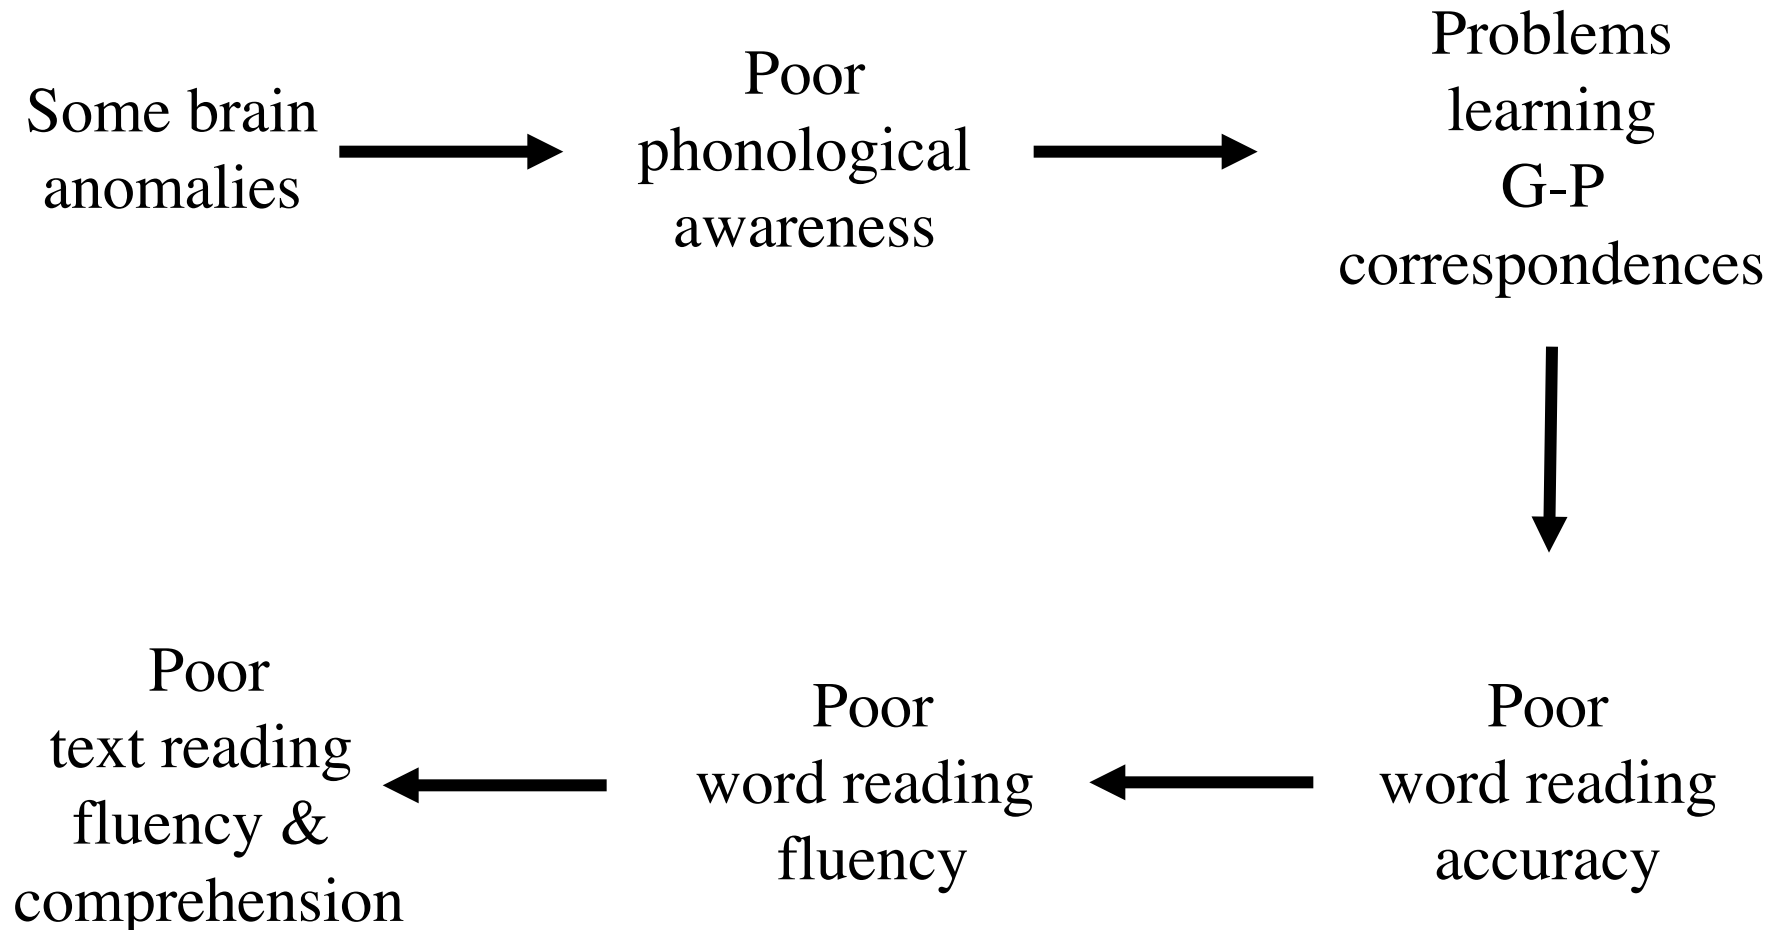 Some brain
anomalies
Poor
phonological
awareness
Problems
learning
G-P
correspondences
Poor
word reading
accuracy
Poor
word reading
fluency
Poor
text reading
fluency &
comprehension